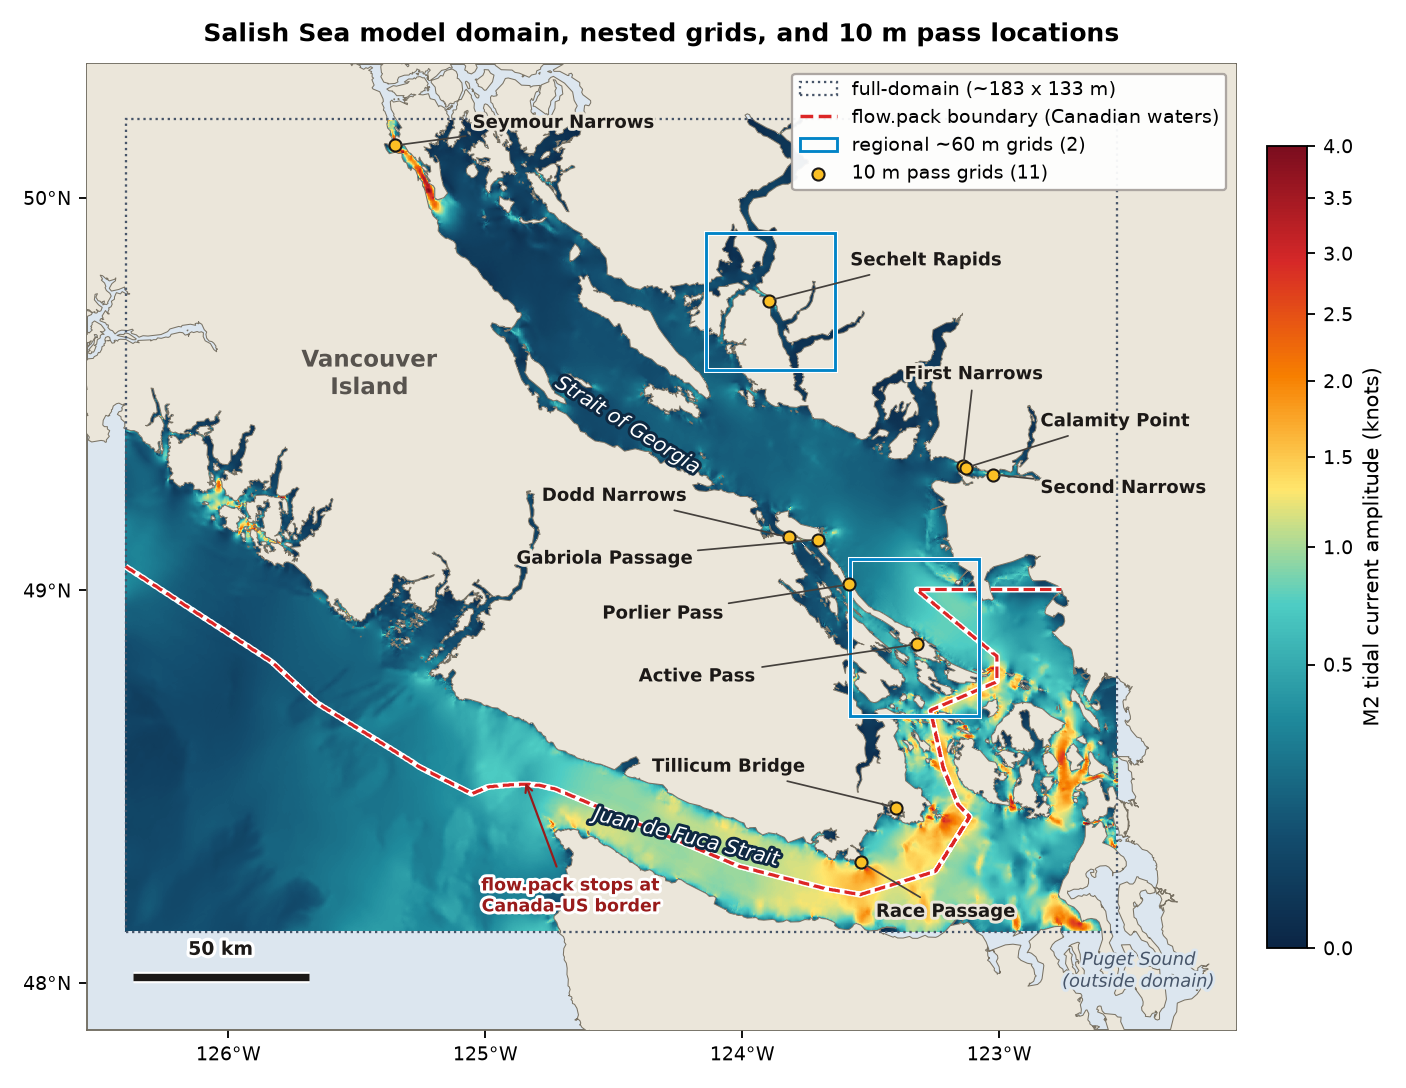 Salish Sea model domain, nested grids, and 10 m pass locations
full-domain (~183 x 133 m)
flow.pack boundary (Canadian waters)
regional ~60 m grids (2)
10 m pass grids (11)
Seymour Narrows
Sechelt Rapids
Vancouver
Island
First Narrows
Strait of Georgia
Calamity Point
Second Narrows
Dodd Narrows
Gabriola Passage
Porlier Pass
Active Pass
Tillicum Bridge
Juan de Fuca Strait
flow.pack stops at
Canada-US border
Race Passage
50 km
Puget Sound
(outside domain)
50°N
49°N
48°N
126°W
125°W
124°W
123°W
4.0
3.5
3.0
2.5
2.0
1.5
1.0
0.5
0.0
M2 tidal current amplitude (knots)